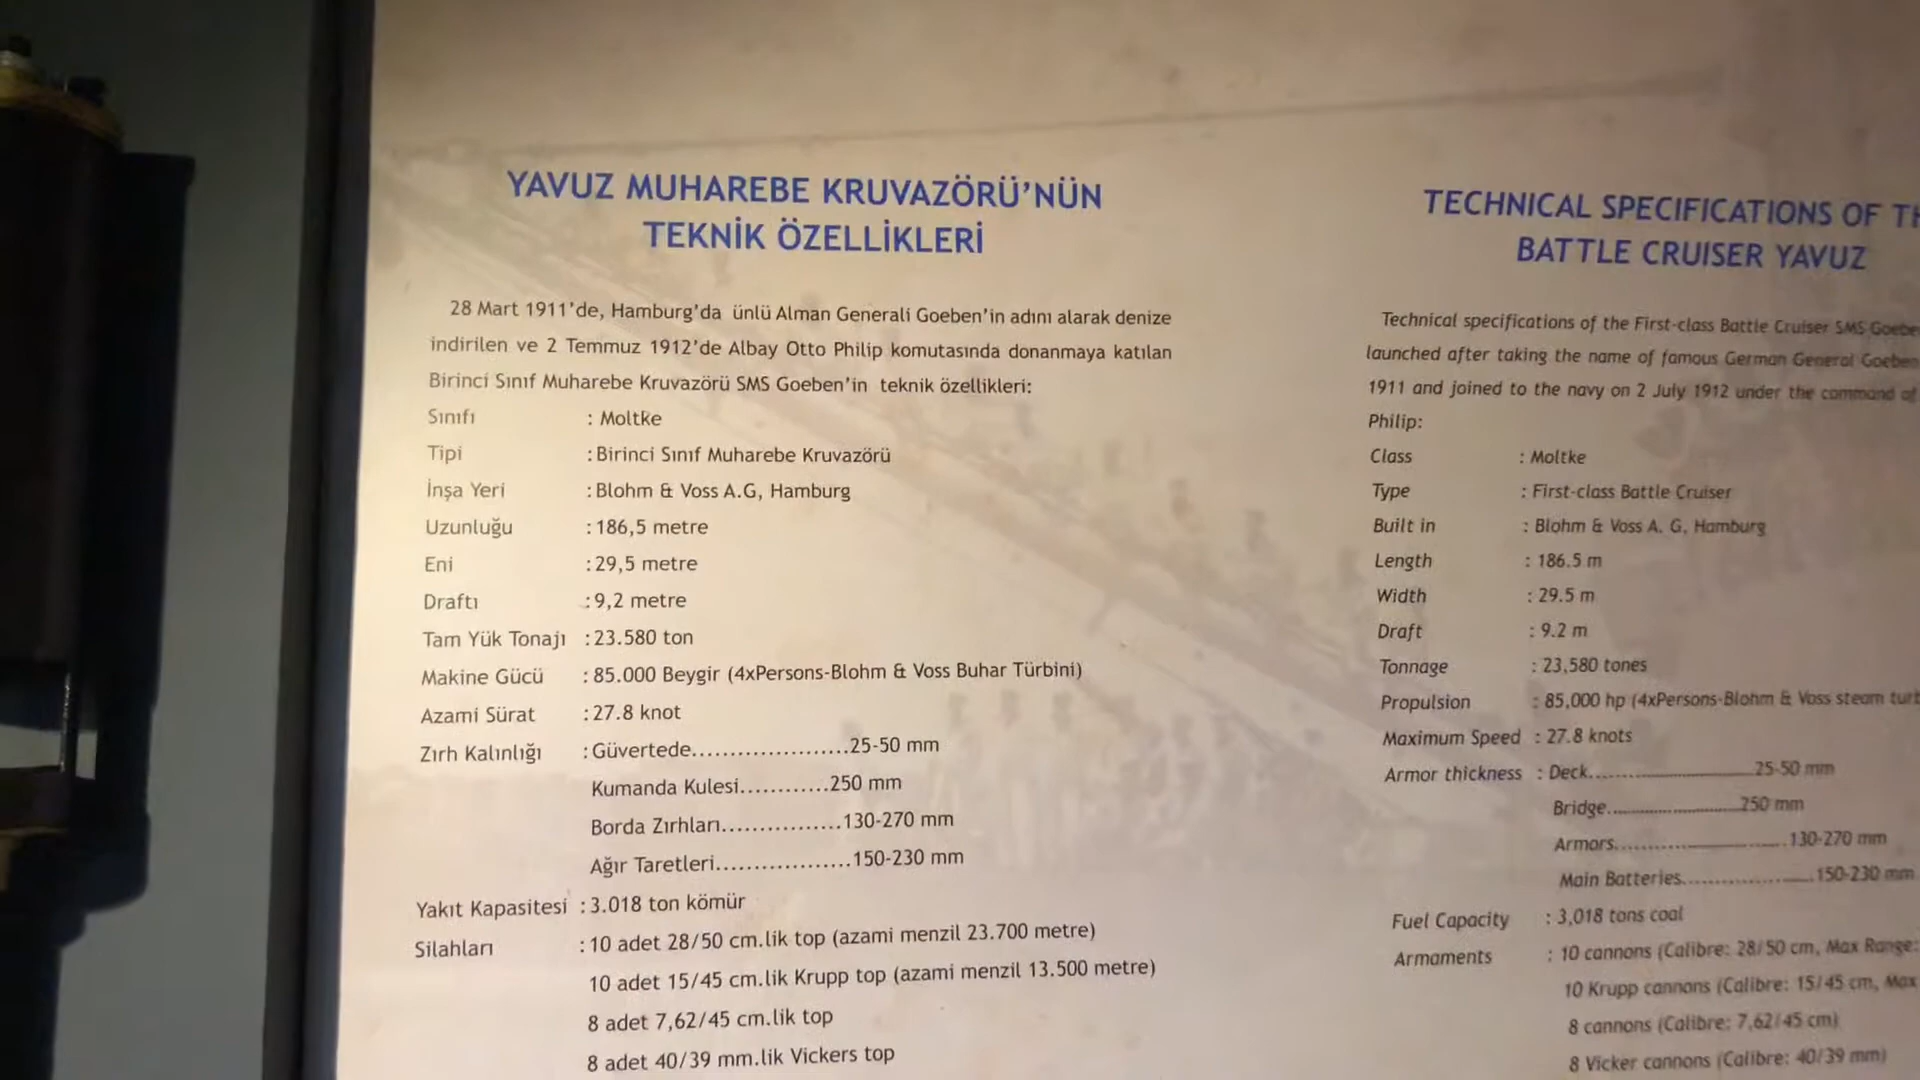 YAVUZ MUHAREBE KRUVAZÖRÜ'NÜN
TEKNİK ÖZELLİKLERİ
28 Mart 1911'de, Hamburg'da ünlü Alman Generali Goeben'in adını alarak denize
indirilen ve 2 Temmuz 1912'de Albay Otto Philip komutasında donanmaya katılan
Birinci Sınıf Muharebe Kruvazörü SMS Goeben'in teknik özellikleri:
Sınıfı : Moltke
Tipi : Birinci Sınıf Muharebe Kruvazörü
İnşa Yeri : Blohm & Voss A.G, Hamburg
Uzunluğu : 186,5 metre
Eni : 29,5 metre
Draftı : 9,2 metre
Tam Yük Tonajı : 23.580 ton
Makine Gücü : 85.000 Beygir (4xPersons-Blohm & Voss Buhar Türbini)
Azami Sürat : 27.8 knot
Zırh Kalınlığı : Güvertede.....................25-50 mm
Kumanda Kulesi............250 mm
Borda Zırhları................130-270 mm
Ağır Taretleri..................150-230 mm
Yakıt Kapasitesi : 3.018 ton kömür
Silahları : 10 adet 28/50 cm.lik top (azami menzil 23.700 metre)
10 adet 15/45 cm.lik Krupp top (azami menzil 13.500 metre)
8 adet 7,62/45 cm.lik top
8 adet 40/39 mm.lik Vickers top
TECHNICAL SPECIFICATIONS OF
BATTLE CRUISER YAVUZ
Technical specifications of the First-class Battle Cruiser SMS
launched after taking the name of famous German General Goeben
1911 and joined to the navy on 2 July 1912 under the command of
Philip:
Class : Moltke
Type : First-class Battle Cruiser
Built in : Blohm & Voss A. G, Hamburg
Length : 186.5 m
Width : 29.5 m
Draft : 9.2 m
Tonnage : 23,580 tones
Propulsion : 85,000 hp (4xPersons-Blohm & Voss steam
Maximum Speed : 27.8 knots
Armor thickness : Deck..............................25-50 mm
Bridge........................250 mm
Armors..............................130-270 mm
Main Batteries.......................150-230 mm
Fuel Capacity : 3,018 tons coal
Armaments : 10 cannons (Calibre: 28/50 cm, Max Range:
10 Krupp cannons (Calibre: 15/45 cm, Max
8 cannons (Calibre: 7,62/45 cm)
8 Vicker cannons (Calibre: 40/39 mm)